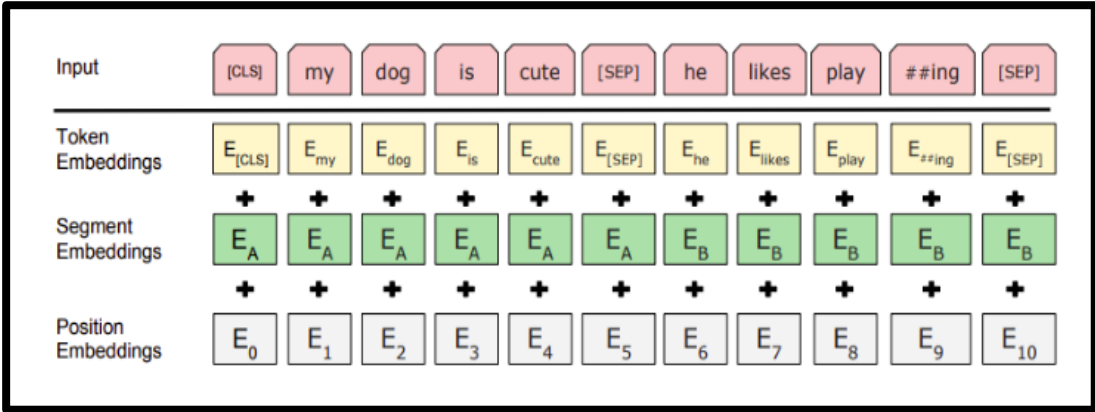 Input [CLS] my dog is cute [SEP] he likes play ##ing [SEP]
Token Embeddings E[CLS] Emy Edog Eis Ecute E[SEP] Ehe Elikes Eplay E##ing E[SEP]
+ + + + + + + + + + +
Segment Embeddings EA EA EA EA EA EA EB EB EB EB EB
+ + + + + + + + + + +
Position Embeddings E0 E1 E2 E3 E4 E5 E6 E7 E8 E9 E10